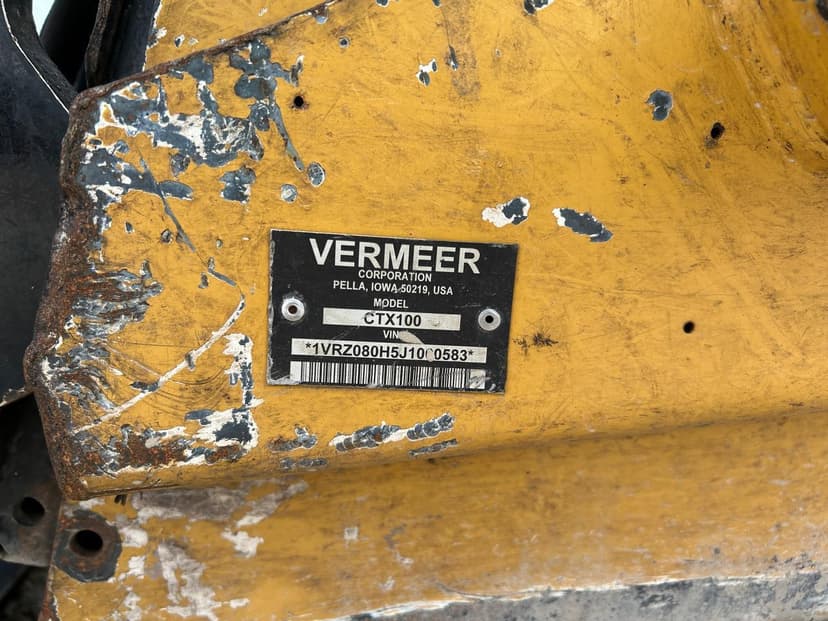 VERMEER
CORPORATION
PELLA, IOWA 50219, USA
MODEL
CTX100
VIN
*1VRZ080H5J1000583*